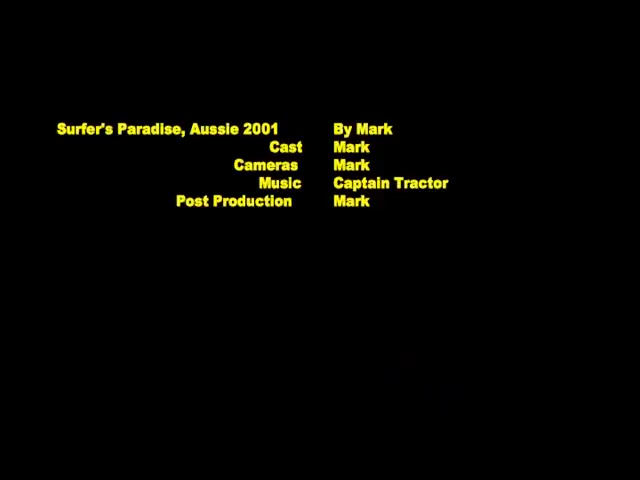 Surfer's Paradise, Aussie 2001 By Mark
Cast Mark
Cameras Mark
Music Captain Tractor
Post Production Mark